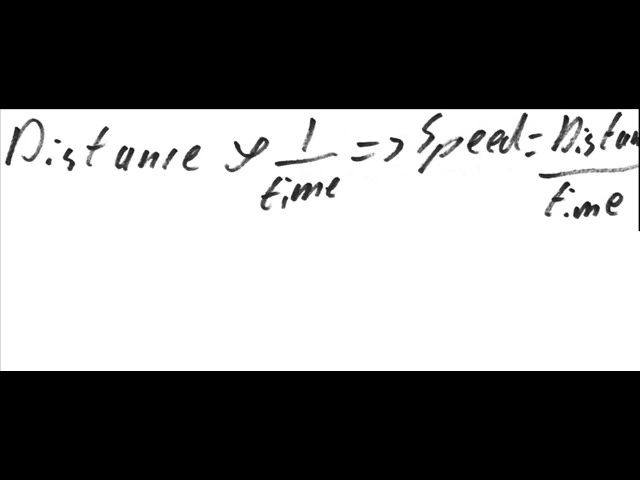 Distance ∝ 1/time => Speed = Distan/time